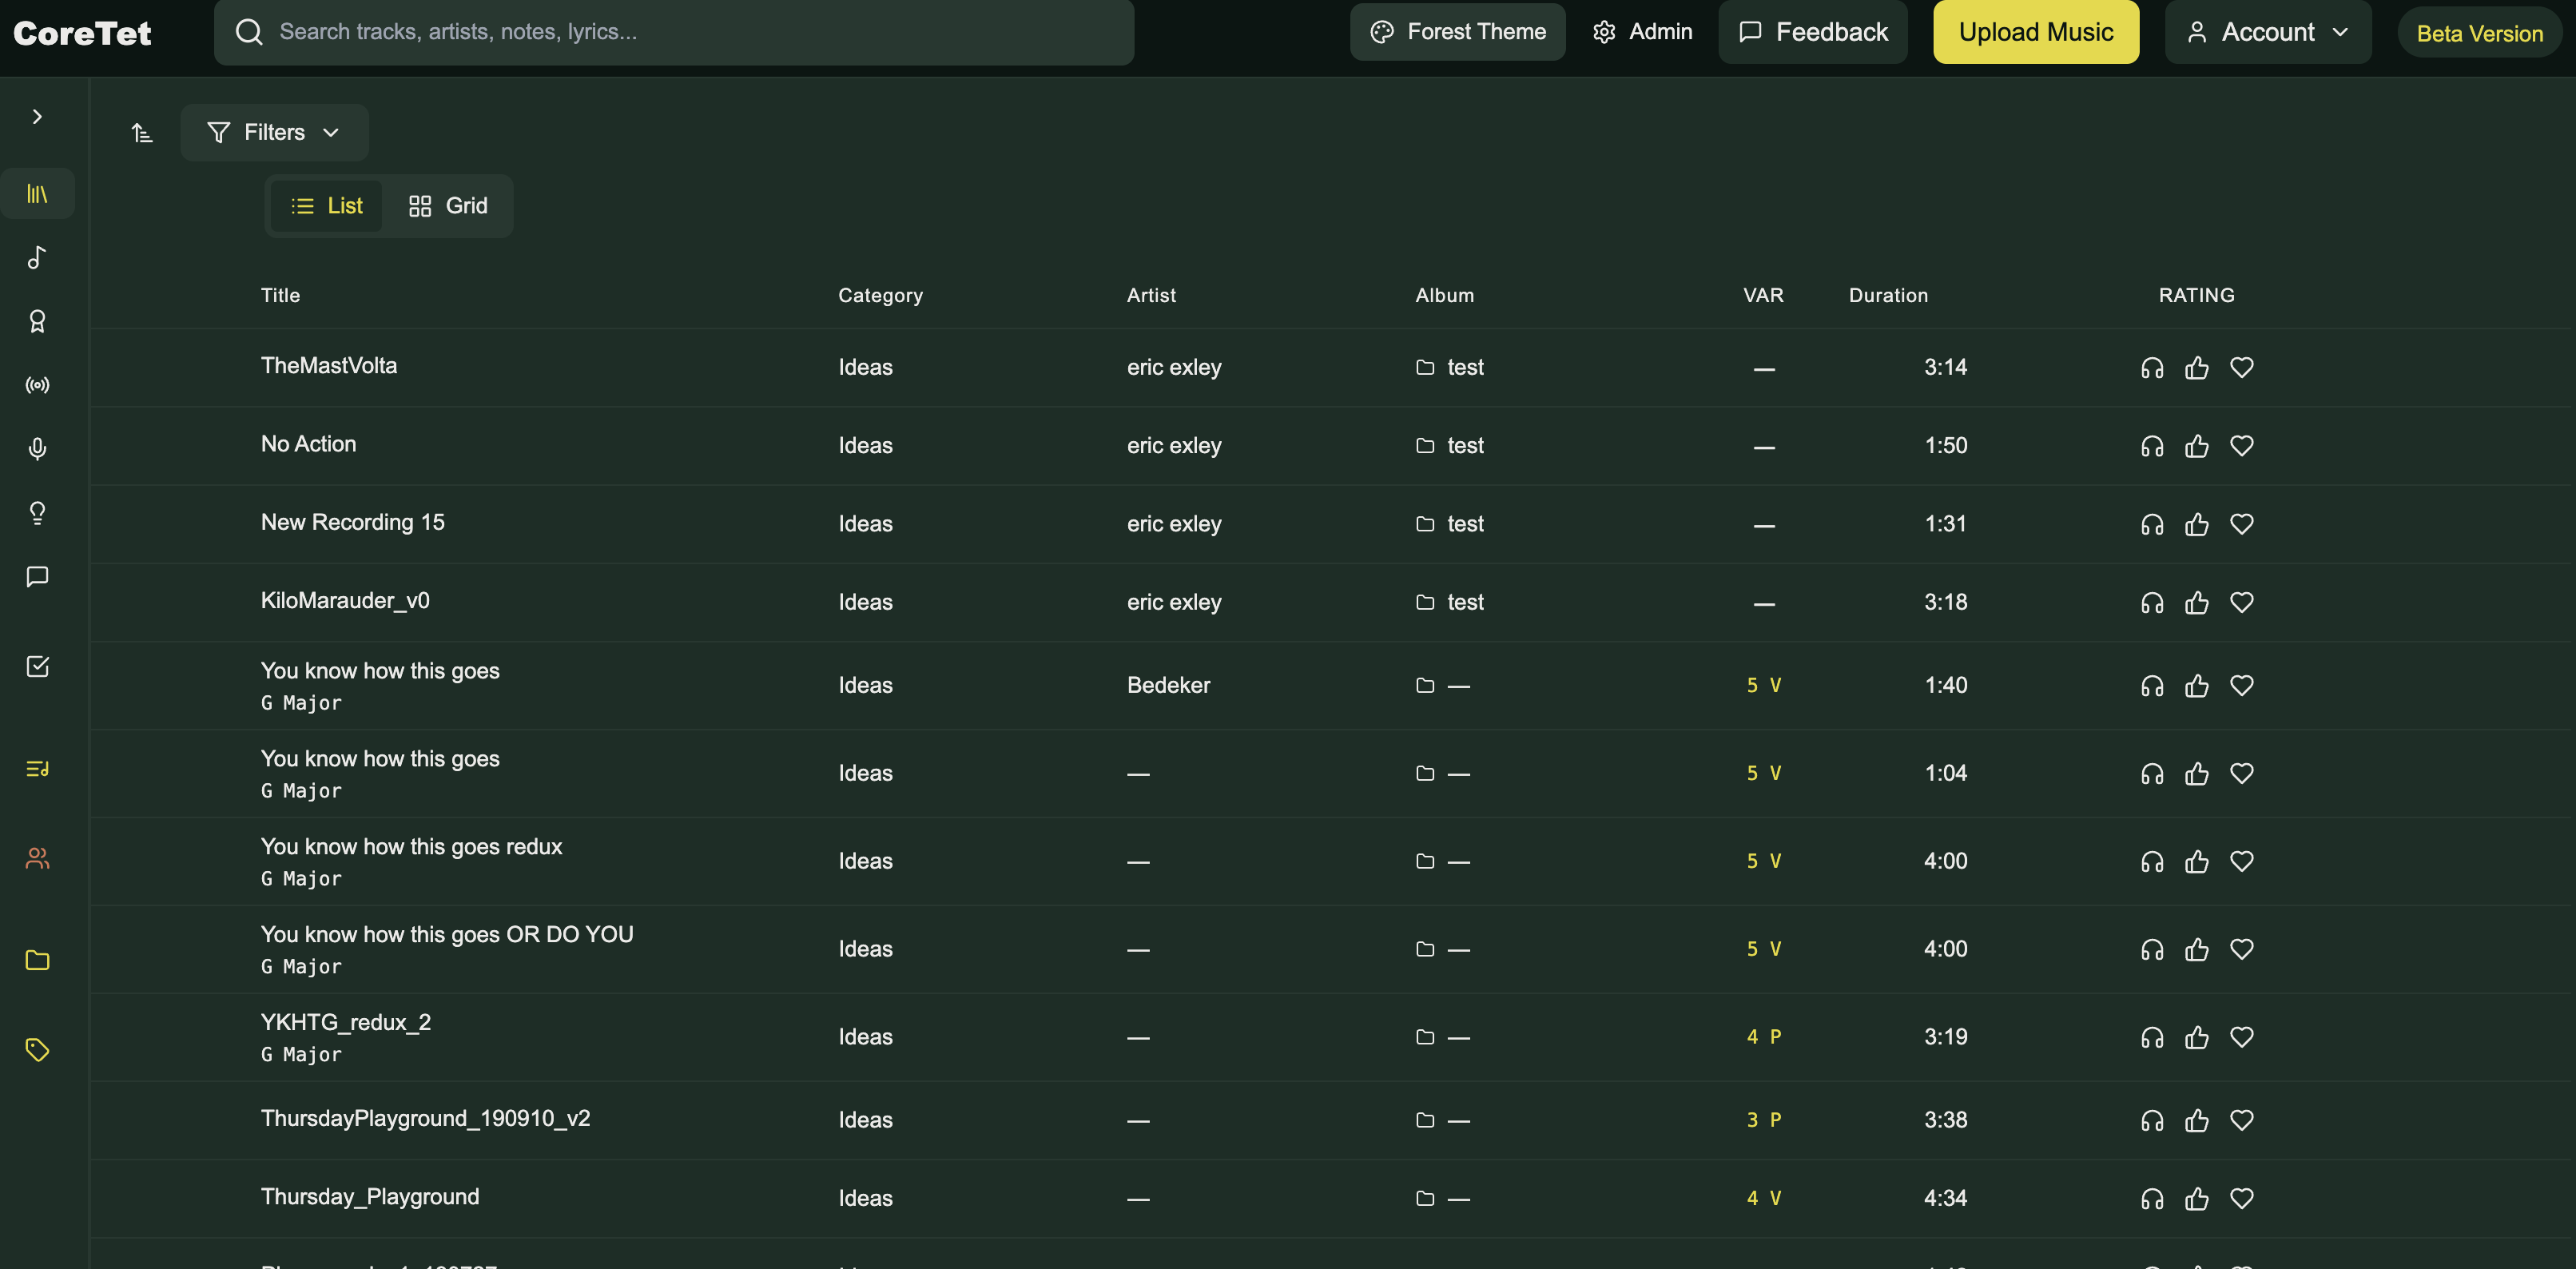 CoreTet
Search tracks, artists, notes, lyrics...
Forest Theme
Admin
Feedback
Upload Music
Account
Beta Version
Filters
List
Grid
Title Category Artist Album VAR Duration RATING
TheMastVolta Ideas eric exley test — 3:14
No Action Ideas eric exley test — 1:50
New Recording 15 Ideas eric exley test — 1:31
KiloMarauder_v0 Ideas eric exley test — 3:18
You know how this goes Ideas Bedeker — 5 V 1:40
G Major
You know how this goes Ideas — — 5 V 1:04
G Major
You know how this goes redux Ideas — — 5 V 4:00
G Major
You know how this goes OR DO YOU Ideas — — 5 V 4:00
G Major
YKHTG_redux_2 Ideas — — 4 P 3:19
G Major
ThursdayPlayground_190910_v2 Ideas — — 3 P 3:38
Thursday_Playground Ideas — — 4 V 4:34